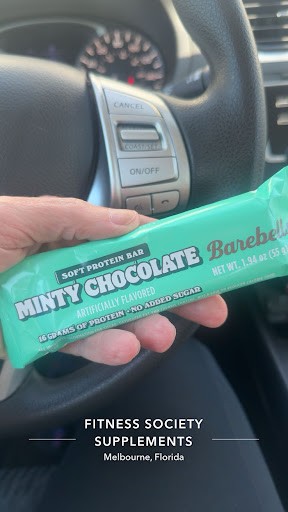 CANCEL
ON/OFF
SOFT PROTEIN BAR
MINTY CHOCOLATE
Barebells
ARTIFICIALLY FLAVORED
NET WT. 1.94 oz (55 g)
16 GRAMS OF PROTEIN • NO ADDED SUGAR
FITNESS SOCIETY
SUPPLEMENTS
Melbourne, Florida